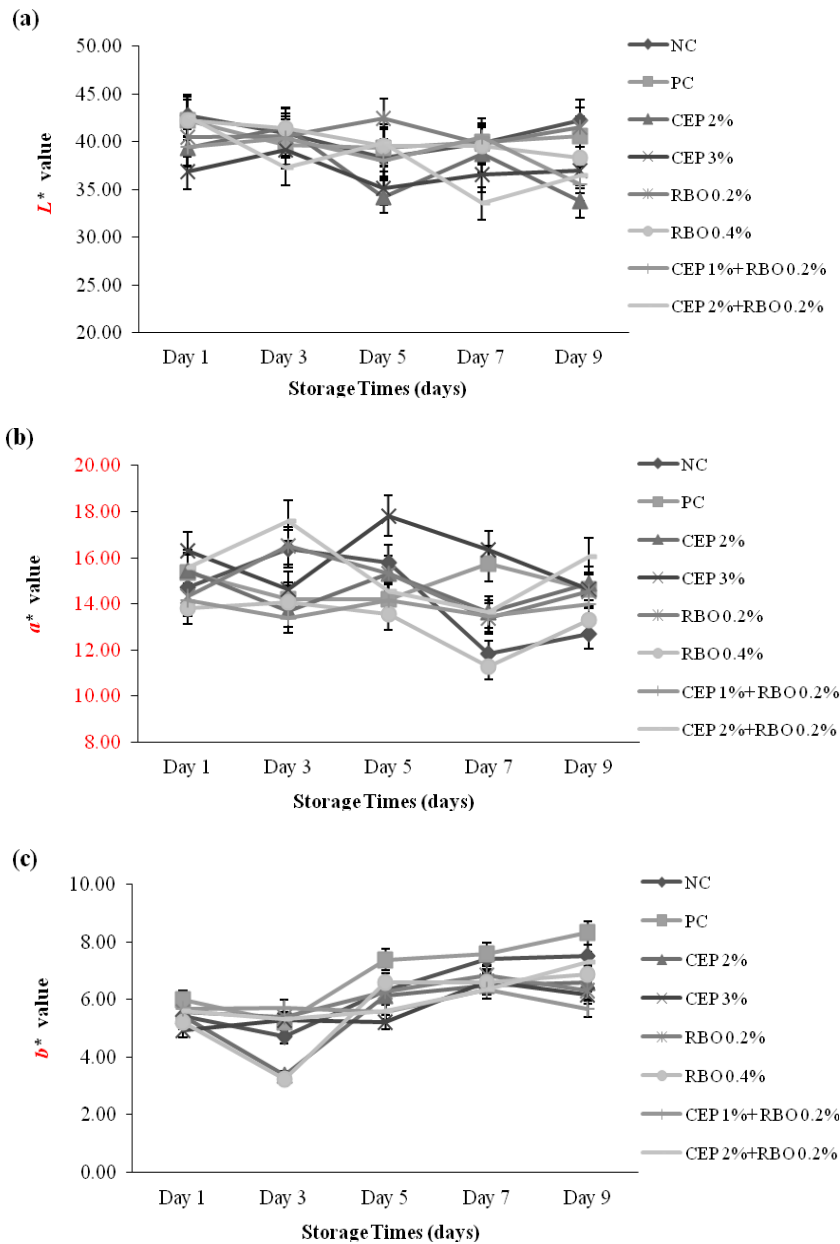 (a)
50.00
45.00
40.00
35.00
30.00
25.00
20.00
L* value
Day 1 Day 3 Day 5 Day 7 Day 9
Storage Times (days)
NC
PC
CEP 2%
CEP 3%
RBO 0.2%
RBO 0.4%
CEP 1%+RBO 0.2%
CEP 2%+RBO 0.2%
(b)
20.00
18.00
16.00
14.00
12.00
10.00
8.00
a* value
Day 1 Day 3 Day 5 Day 7 Day 9
Storage Times (days)
NC
PC
CEP 2%
CEP 3%
RBO 0.2%
RBO 0.4%
CEP 1%+RBO 0.2%
CEP 2%+RBO 0.2%
(c)
10.00
8.00
6.00
4.00
2.00
0.00
b* value
Day 1 Day 3 Day 5 Day 7 Day 9
Storage Times (days)
NC
PC
CEP 2%
CEP 3%
RBO 0.2%
RBO 0.4%
CEP 1%+RBO 0.2%
CEP 2%+RBO 0.2%